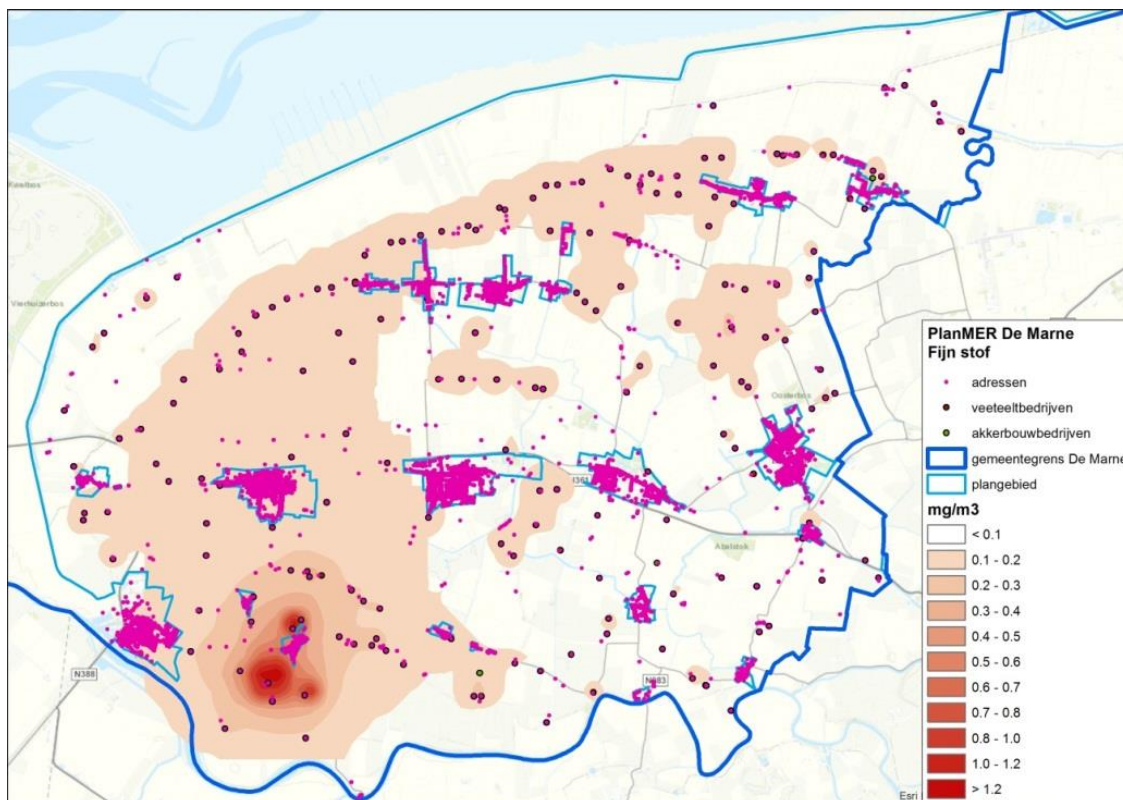 Vierhuizerbos
Oosterbos
Abelstok
N388
N983
PlanMER De Marne
Fijn stof
adressen
veeteeltbedrijven
akkerbouwbedrijven
gemeentegrens De Marne
plangebied
mg/m3
< 0.1
0.1 - 0.2
0.2 - 0.3
0.3 - 0.4
0.4 - 0.5
0.5 - 0.6
0.6 - 0.7
0.7 - 0.8
0.8 - 1.0
1.0 - 1.2
> 1.2
Esri